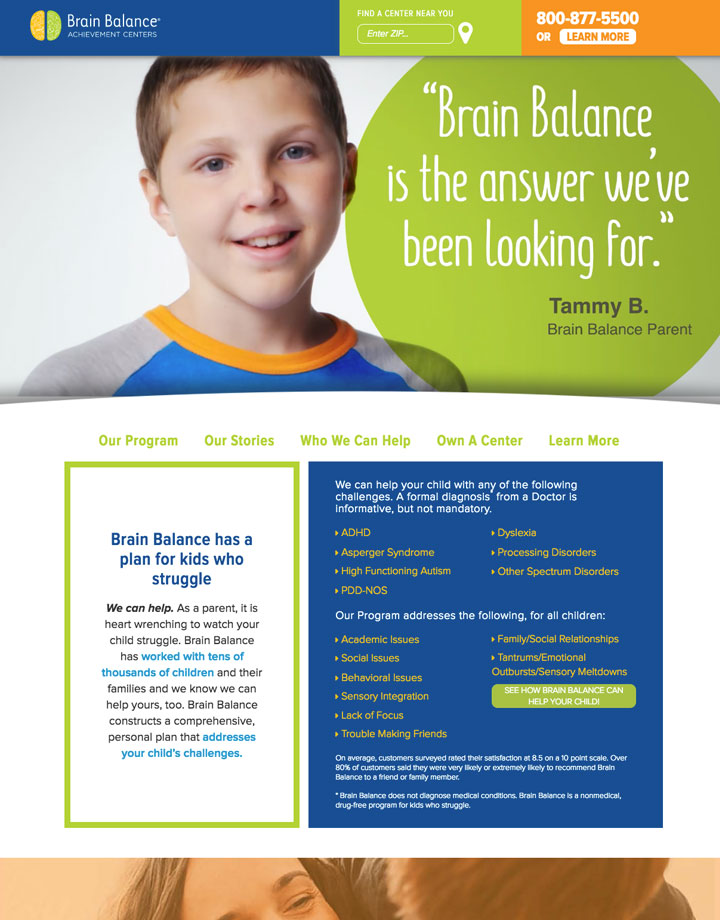 Brain Balance®
ACHIEVEMENT CENTERS
FIND A CENTER NEAR YOU
Enter ZIP...
800-877-5500
OR LEARN MORE
“Brain Balance
is the answer we’ve
been looking for.”
Tammy B.
Brain Balance Parent
Our Program Our Stories Who We Can Help Own A Center Learn More
Brain Balance has a
plan for kids who
struggle
We can help. As a parent, it is
heart wrenching to watch your
child struggle. Brain Balance
has worked with tens of
thousands of children and their
families and we know we can
help yours, too. Brain Balance
constructs a comprehensive,
personal plan that addresses
your child’s challenges.
We can help your child with any of the following
challenges. A formal diagnosis* from a Doctor is
informative, but not mandatory.
ADHD
Asperger Syndrome
High Functioning Autism
PDD-NOS
Dyslexia
Processing Disorders
Other Spectrum Disorders
Our Program addresses the following, for all children:
Academic Issues
Social Issues
Behavioral Issues
Sensory Integration
Lack of Focus
Trouble Making Friends
Family/Social Relationships
Tantrums/Emotional
Outbursts/Sensory Meltdowns
SEE HOW BRAIN BALANCE CAN
HELP YOUR CHILD!
On average, customers surveyed rated their satisfaction at 8.5 on a 10 point scale. Over
80% of customers said they were very likely or extremely likely to recommend Brain
Balance to a friend or family member.
* Brain Balance does not diagnose medical conditions. Brain Balance is a nonmedical,
drug-free program for kids who struggle.